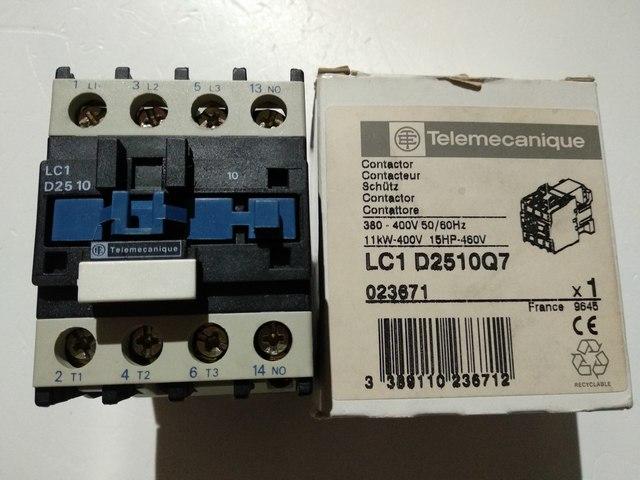 1 L1 3 L2 5 L3 13 NO
LC1
D25 10
10
Telemecanique
2 T1 4 T2 6 T3 14 NO
Telemecanique
Contactor
Contacteur
Schütz
Contactor
Contattore
380 - 400V 50/60Hz
11kW-400V 15HP-460V
LC1 D2510Q7
023671
x 1
France 9645
CE
3 389110 236712
RECYCLABLE